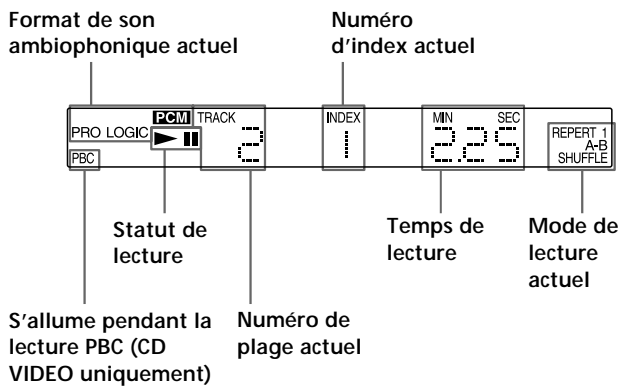 Format de son
ambiophonique actuel
Numéro
d'index actuel
PCM TRACK INDEX MIN SEC
PRO LOGIC 2 1 2.25 REPERT 1
A-B
PBC SHUFFLE
Statut de
lecture
Temps de
lecture
Mode de
lecture
actuel
S'allume pendant la
lecture PBC (CD
VIDEO uniquement)
Numéro de
plage actuel